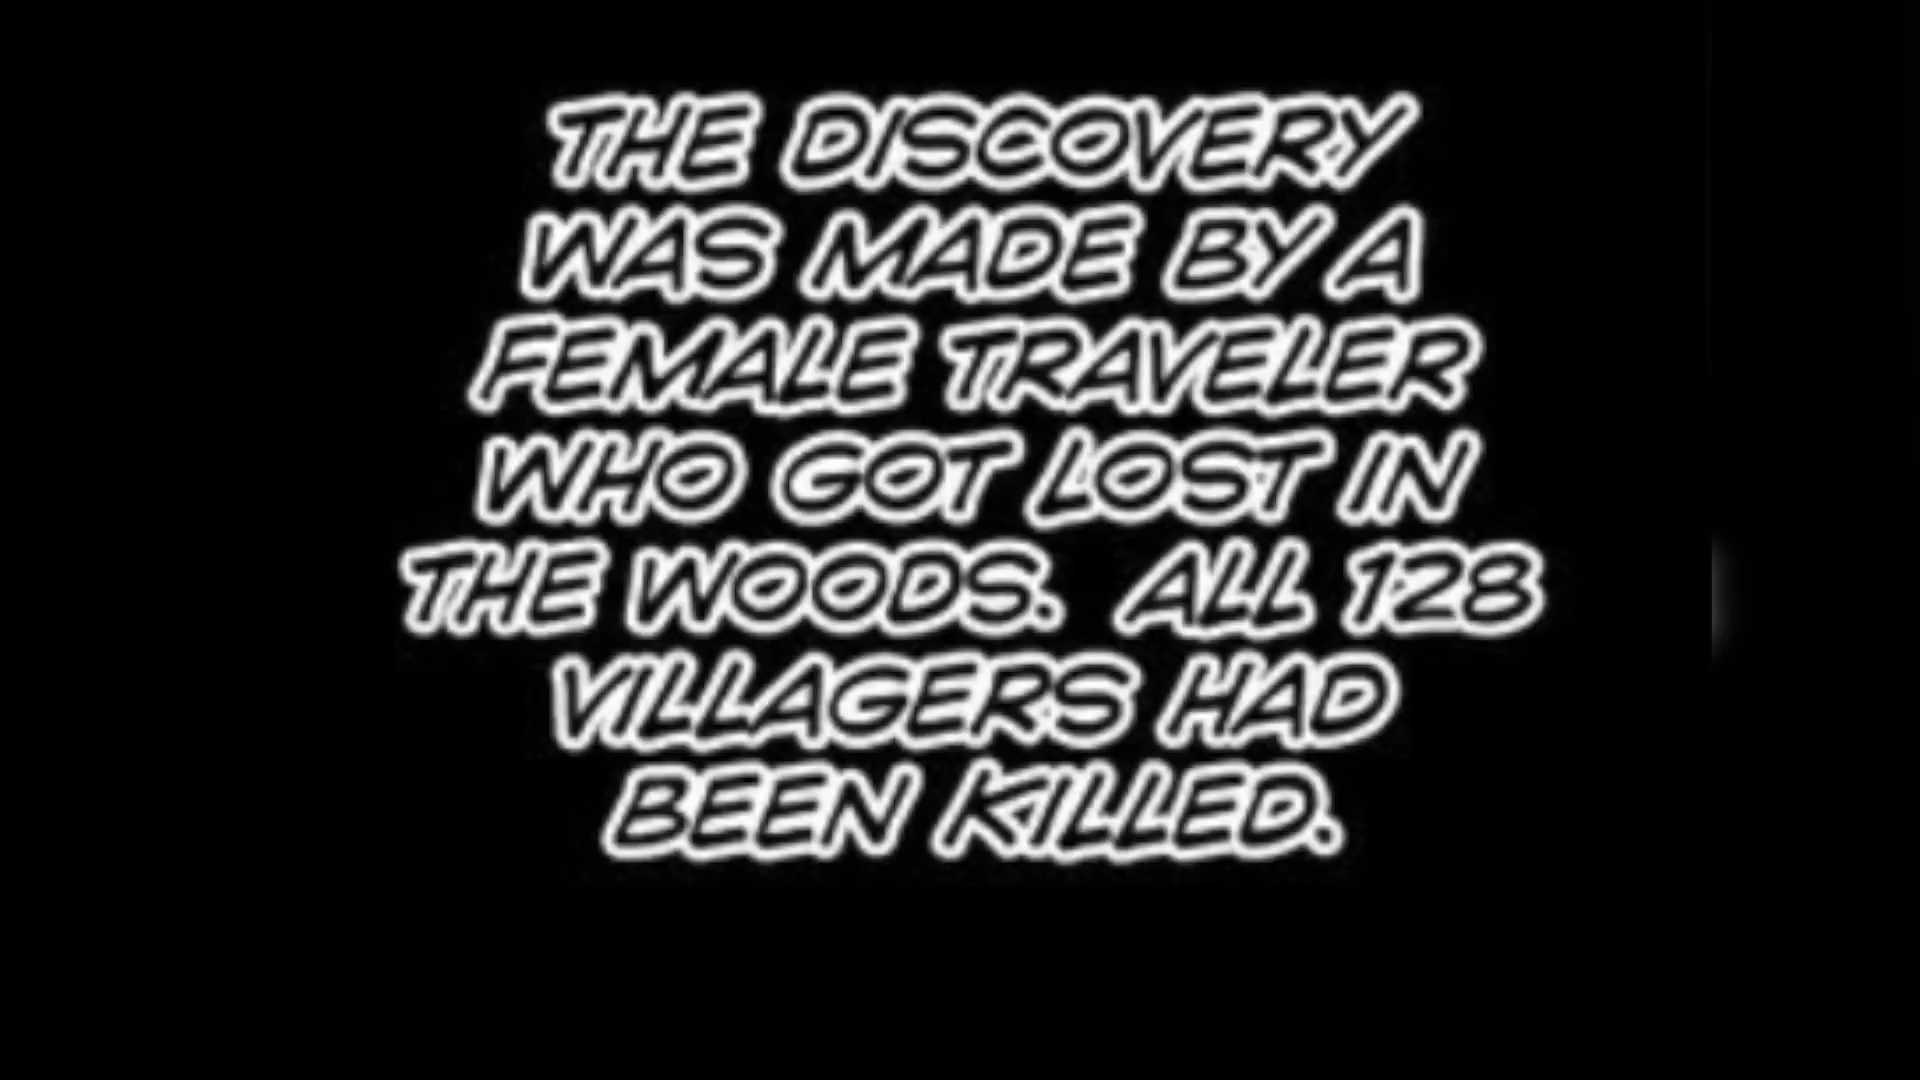 THE DISCOVERY
WAS MADE BY A
FEMALE TRAVELER
WHO GOT LOST IN
THE WOODS. ALL 128
VILLAGERS HAD
BEEN KILLED.